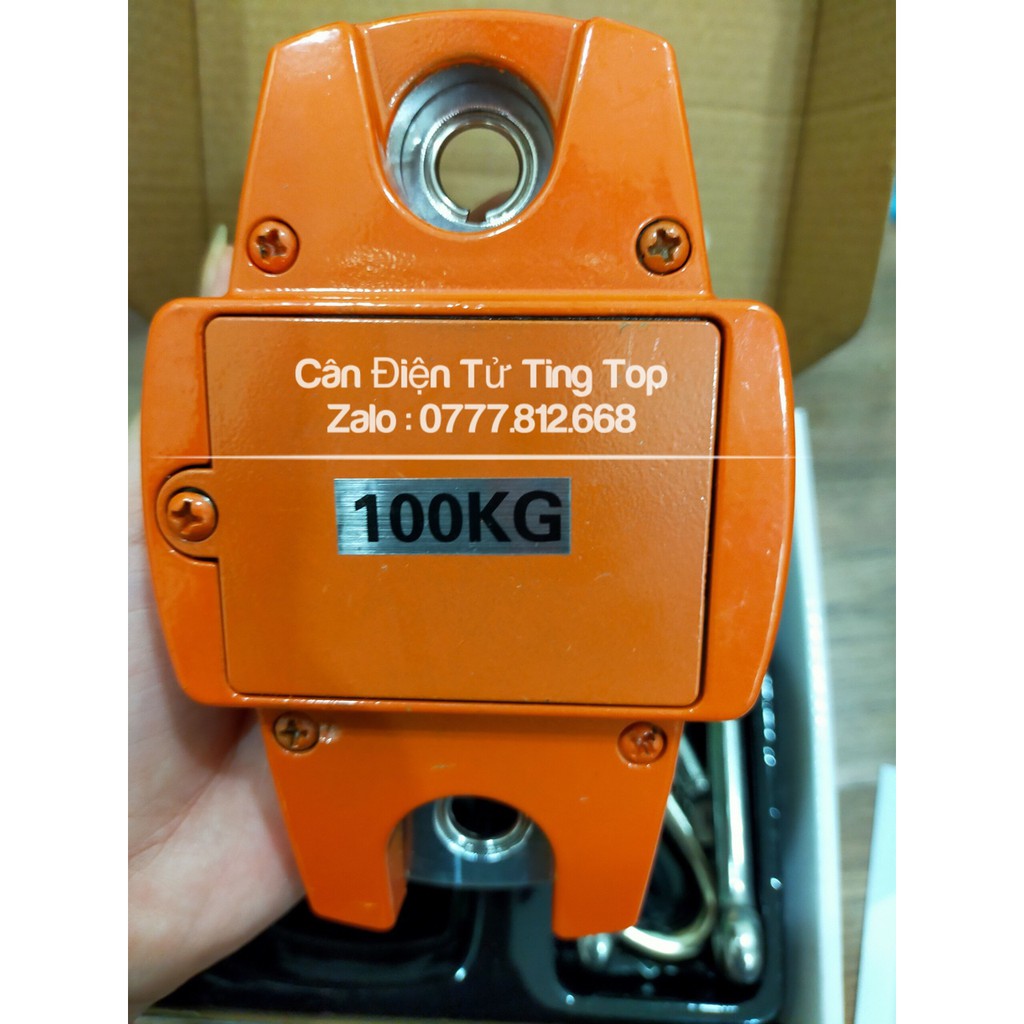 Cân Điện Tử Ting Top
Zalo : 0777.812.668
100KG